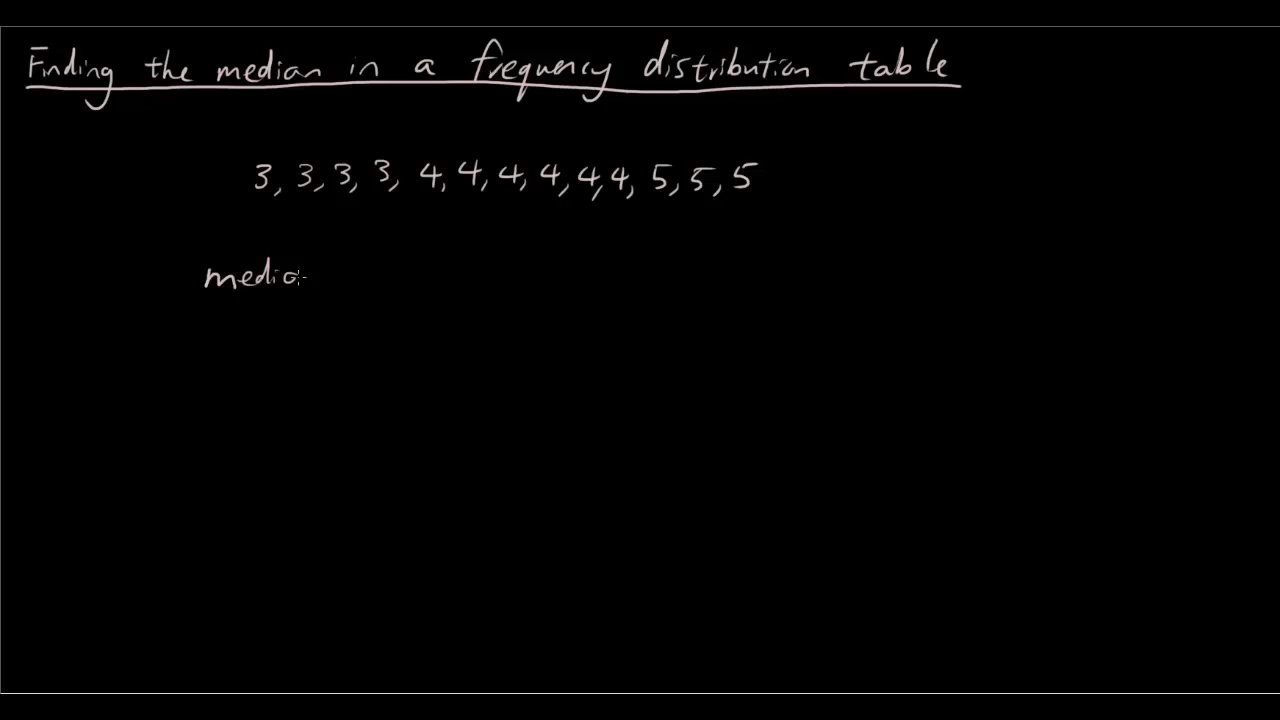 Finding the median in a frequency distribution table
3, 3, 3, 3, 4, 4, 4, 4, 4, 4, 5, 5, 5
media